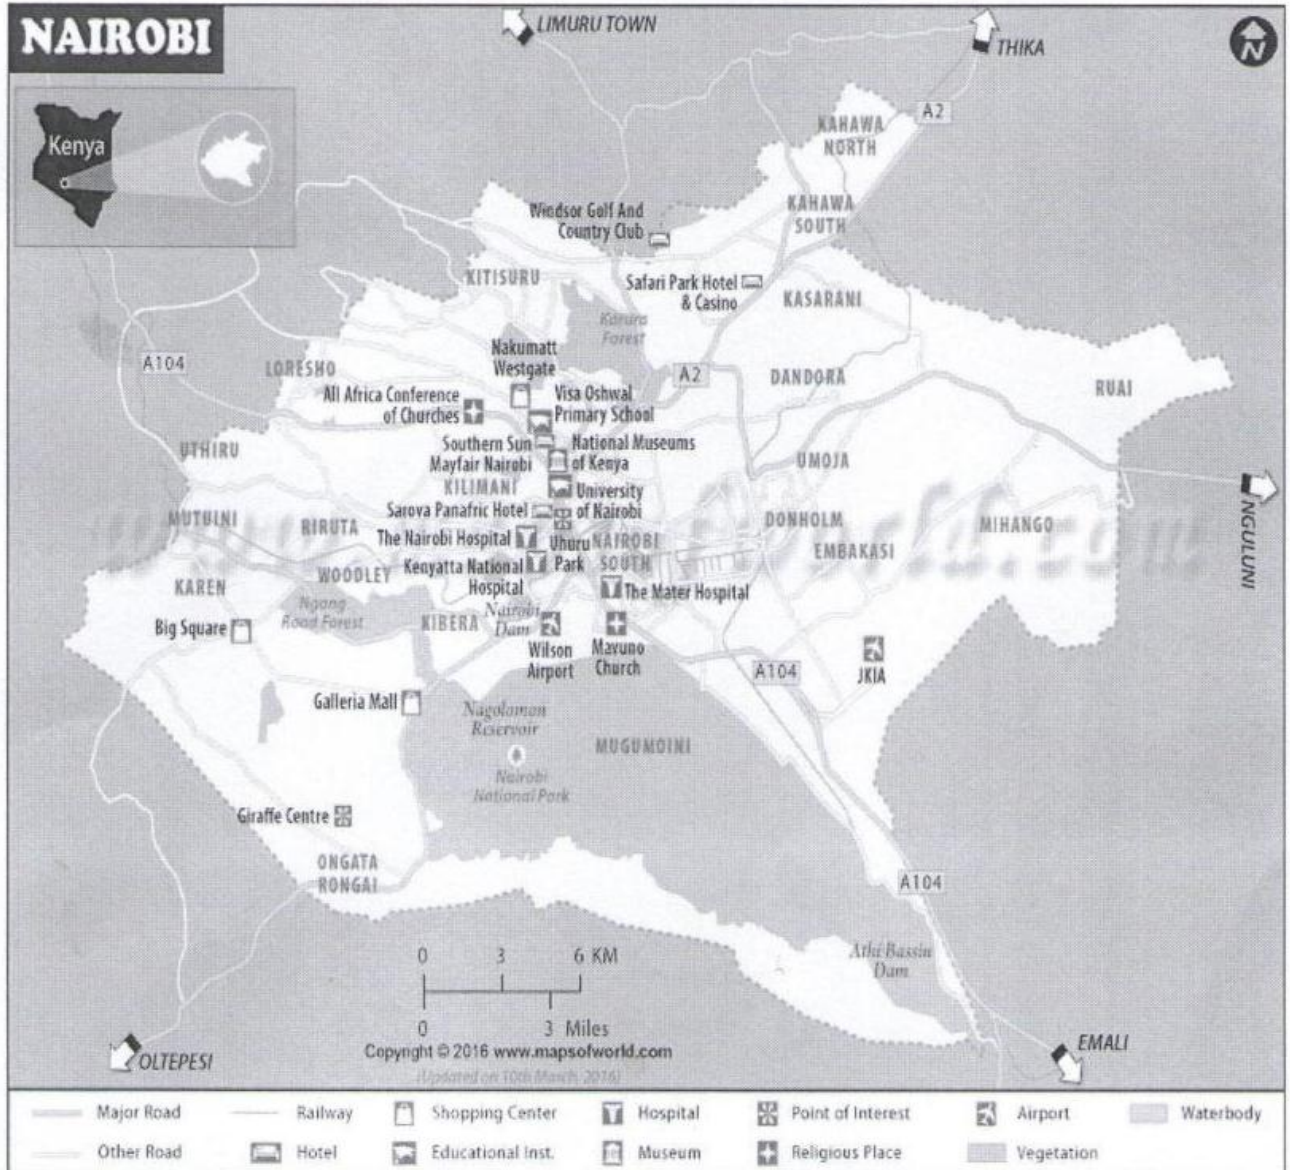 NAIROBI
LIMURU TOWN
THIKA
N
Kenya
A2
KAHAWA
NORTH
KAHAWA
SOUTH
Windsor Golf And
Country Club
KITISURU
Safari Park Hotel
& Casino
KASARANI
Karura
Forest
Nakumatt
Westgate
A104
LORESHO
A2
DANDORA
RUAI
All Africa Conference
of Churches
Visa Oshwal
Primary School
UTHIRU
Southern Sun
Mayfair Nairobi
National Museums
of Kenya
UMOJA
KILIMANI
University
of Nairobi
NGULUNI
MUTUINI
RIRUTA
Sarova Panafric Hotel
DONHOLM
MIHANGO
The Nairobi Hospital
Uhuru
Park
NAIROBI
SOUTH
EMBAKASI
KAREN
WOODLEY
Kenyatta National
Hospital
The Mater Hospital
Ngong
Road Forest
KIBERA
Nairobi
Dam
Big Square
Wilson
Airport
Mavuno
Church
A104
JKIA
Galleria Mall
Nagolomon
Reservoir
MUGUMOINI
Nairobi
National Park
Giraffe Centre
ONGATA
RONGAI
A104
Athi Bassin
Dam
0 3 6 KM
0 3 Miles
Copyright © 2016 www.mapsofworld.com
(Updated on 10th March, 2016)
OLTEPESI
EMALI
Major Road
Railway
Shopping Center
Hospital
Point of Interest
Airport
Waterbody
Other Road
Hotel
Educational Inst.
Museum
Religious Place
Vegetation